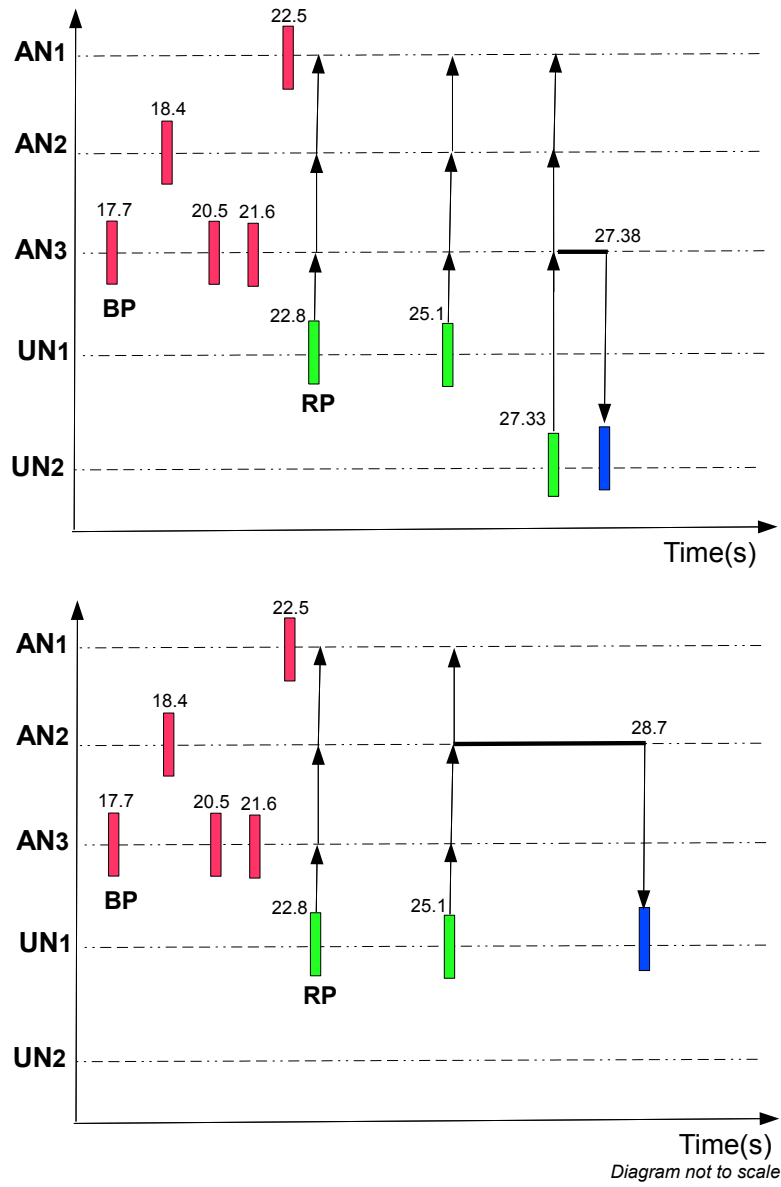 22.5
AN1
18.4
AN2
17.7
20.5
21.6
27.38
AN3
BP
22.8
25.1
UN1
RP
27.33
UN2
Time(s)
22.5
AN1
18.4
AN2
28.7
17.7
20.5
21.6
AN3
BP
22.8
25.1
UN1
RP
UN2
Time(s)
Diagram not to scale